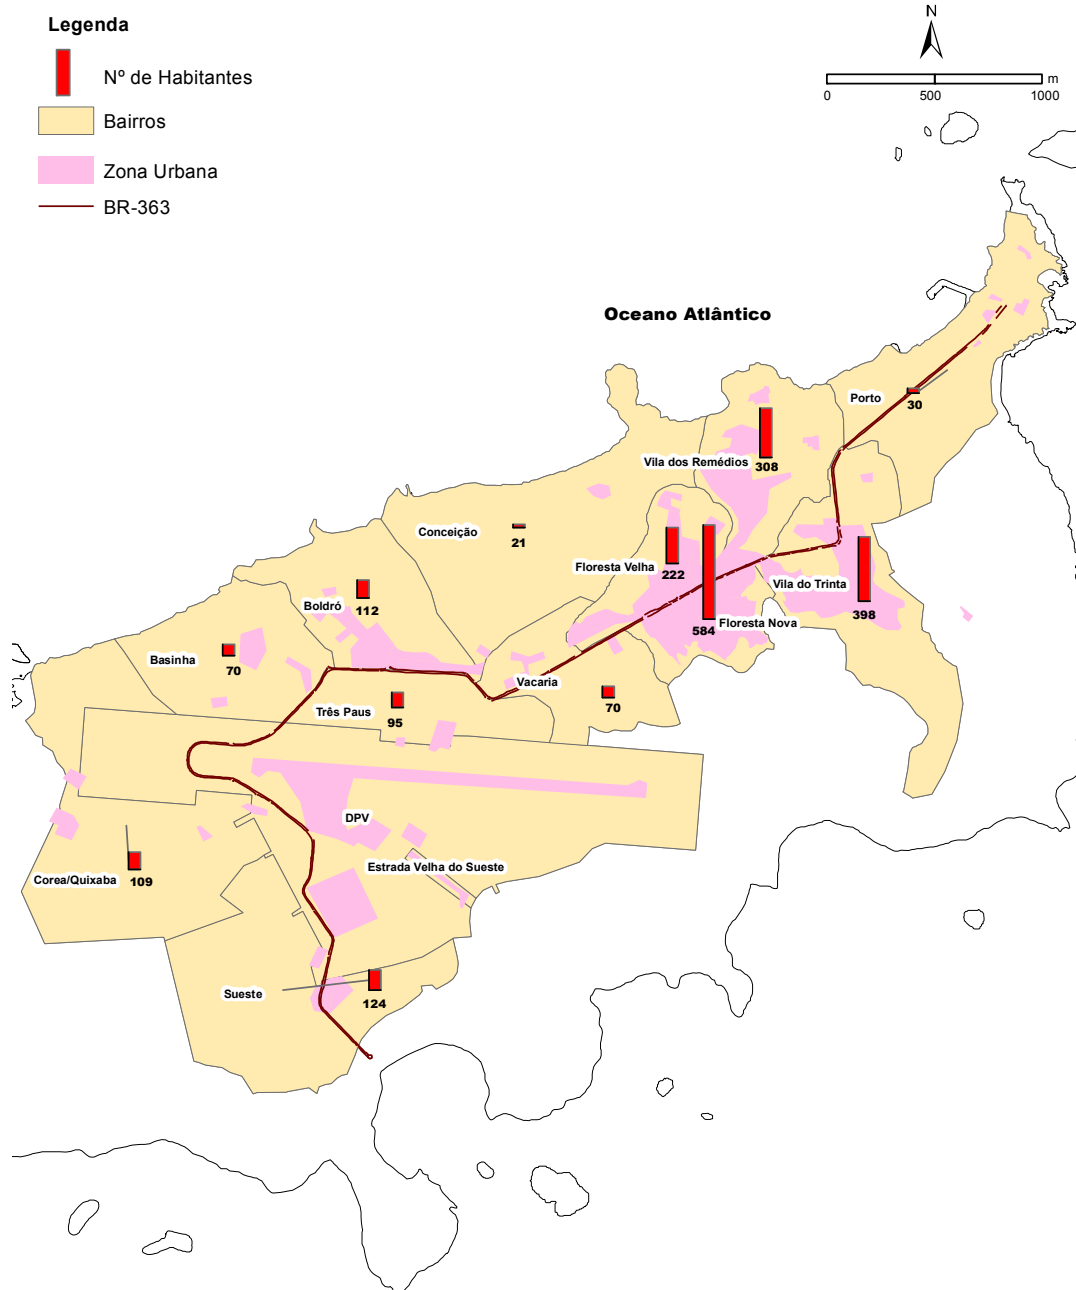 Legenda
Nº de Habitantes
Bairros
Zona Urbana
BR-363
N
m
0 500 1000
Oceano Atlântico
Porto
30
Vila dos Remédios
308
Conceição
21
Floresta Velha
222
Vila do Trinta
398
Floresta Nova
584
Boldró
112
Basinha
70
Vacaria
70
Três Paus
95
DPV
Estrada Velha do Sueste
Corea/Quixaba
109
Sueste
124